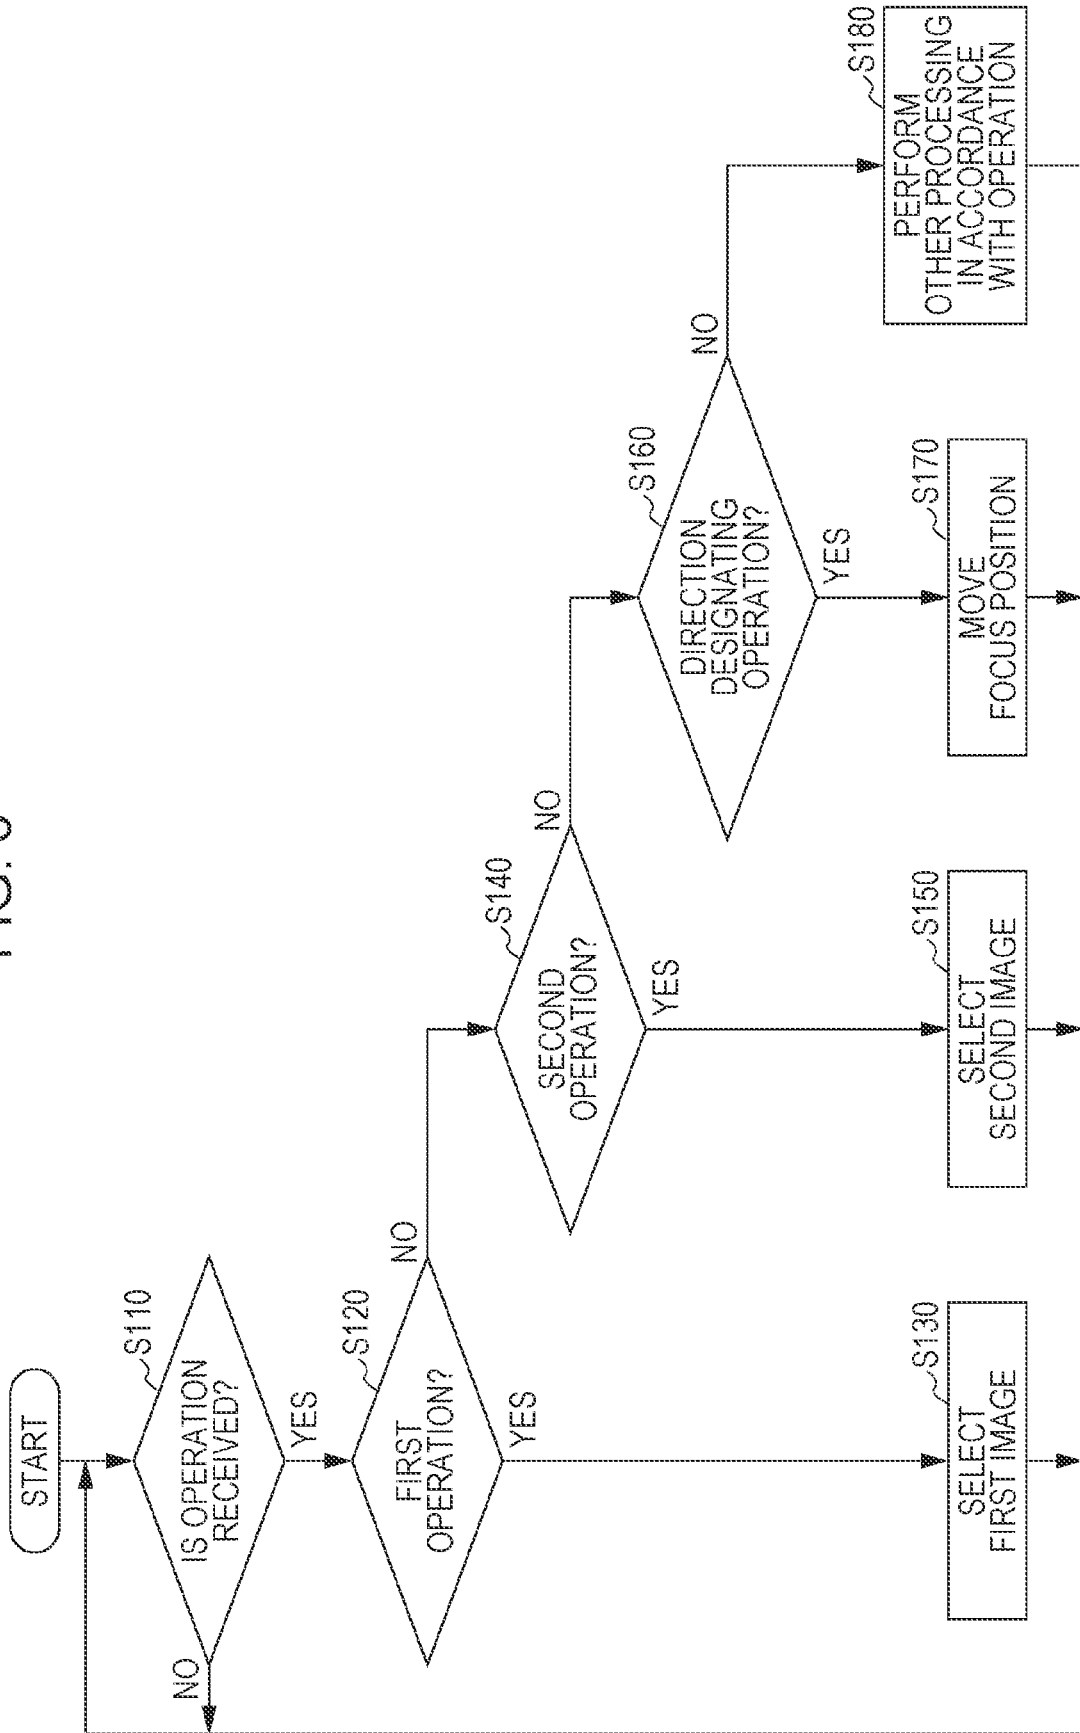 START
S110
IS OPERATION
RECEIVED?
NO
YES
S120
FIRST
OPERATION?
NO
YES
S130
SELECT
FIRST IMAGE
S140
SECOND
OPERATION?
NO
YES
S150
SELECT
SECOND IMAGE
S160
DIRECTION
DESIGNATING
OPERATION?
NO
YES
S170
MOVE
FOCUS POSITION
S180
PERFORM
OTHER PROCESSING
IN ACCORDANCE
WITH OPERATION